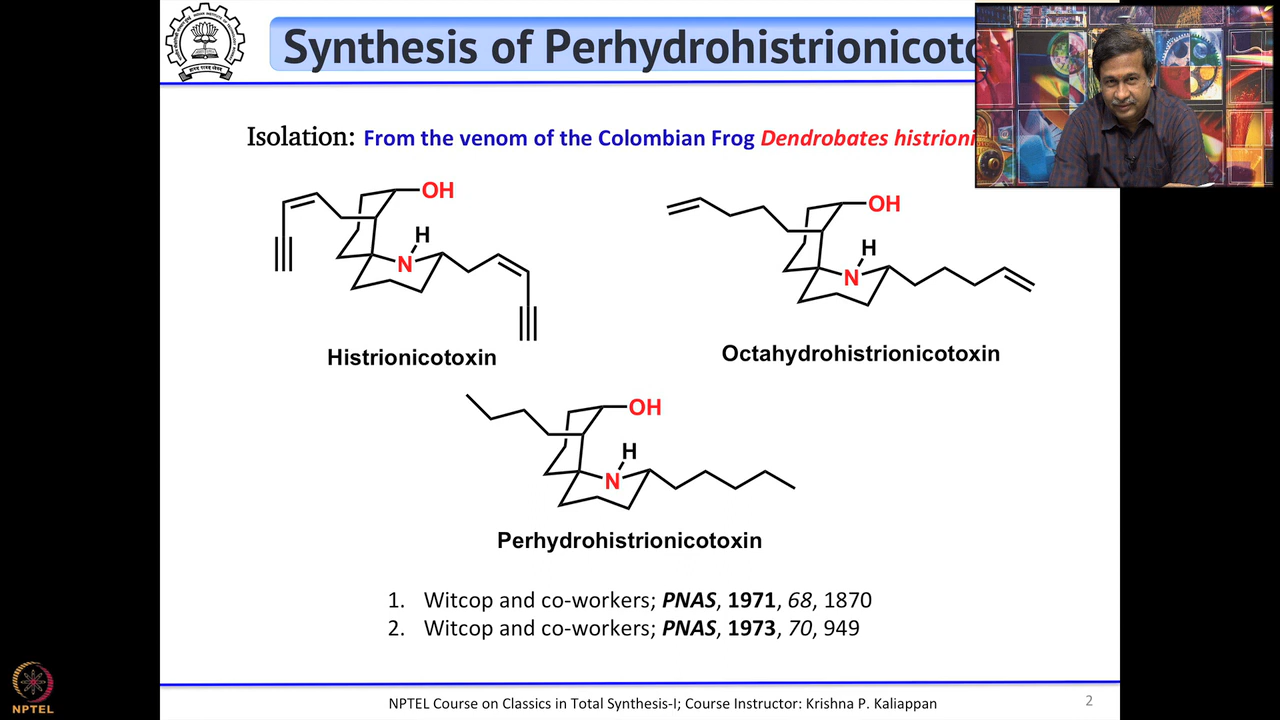 Synthesis of Perhydrohistrionicoto
Isolation: From the venom of the Colombian Frog Dendrobates histrioni
OH
H
N
Histrionicotoxin
OH
H
N
Octahydrohistrionicotoxin
OH
H
N
Perhydrohistrionicotoxin
1. Witcop and co-workers; PNAS, 1971, 68, 1870
2. Witcop and co-workers; PNAS, 1973, 70, 949
NPTEL
NPTEL Course on Classics in Total Synthesis-I; Course Instructor: Krishna P. Kaliappan
2